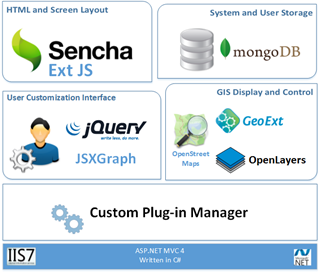 HTML and Screen Layout
Sencha
Ext JS
System and User Storage
mongoDB
User Customization Interface
jQuery
write less, do more.
JSXGraph
GIS Display and Control
OpenStreet
Maps
GeoExt
OpenLayers
Custom Plug-in Manager
IIS7
ASP.NET MVC 4
Written in C#
.NET